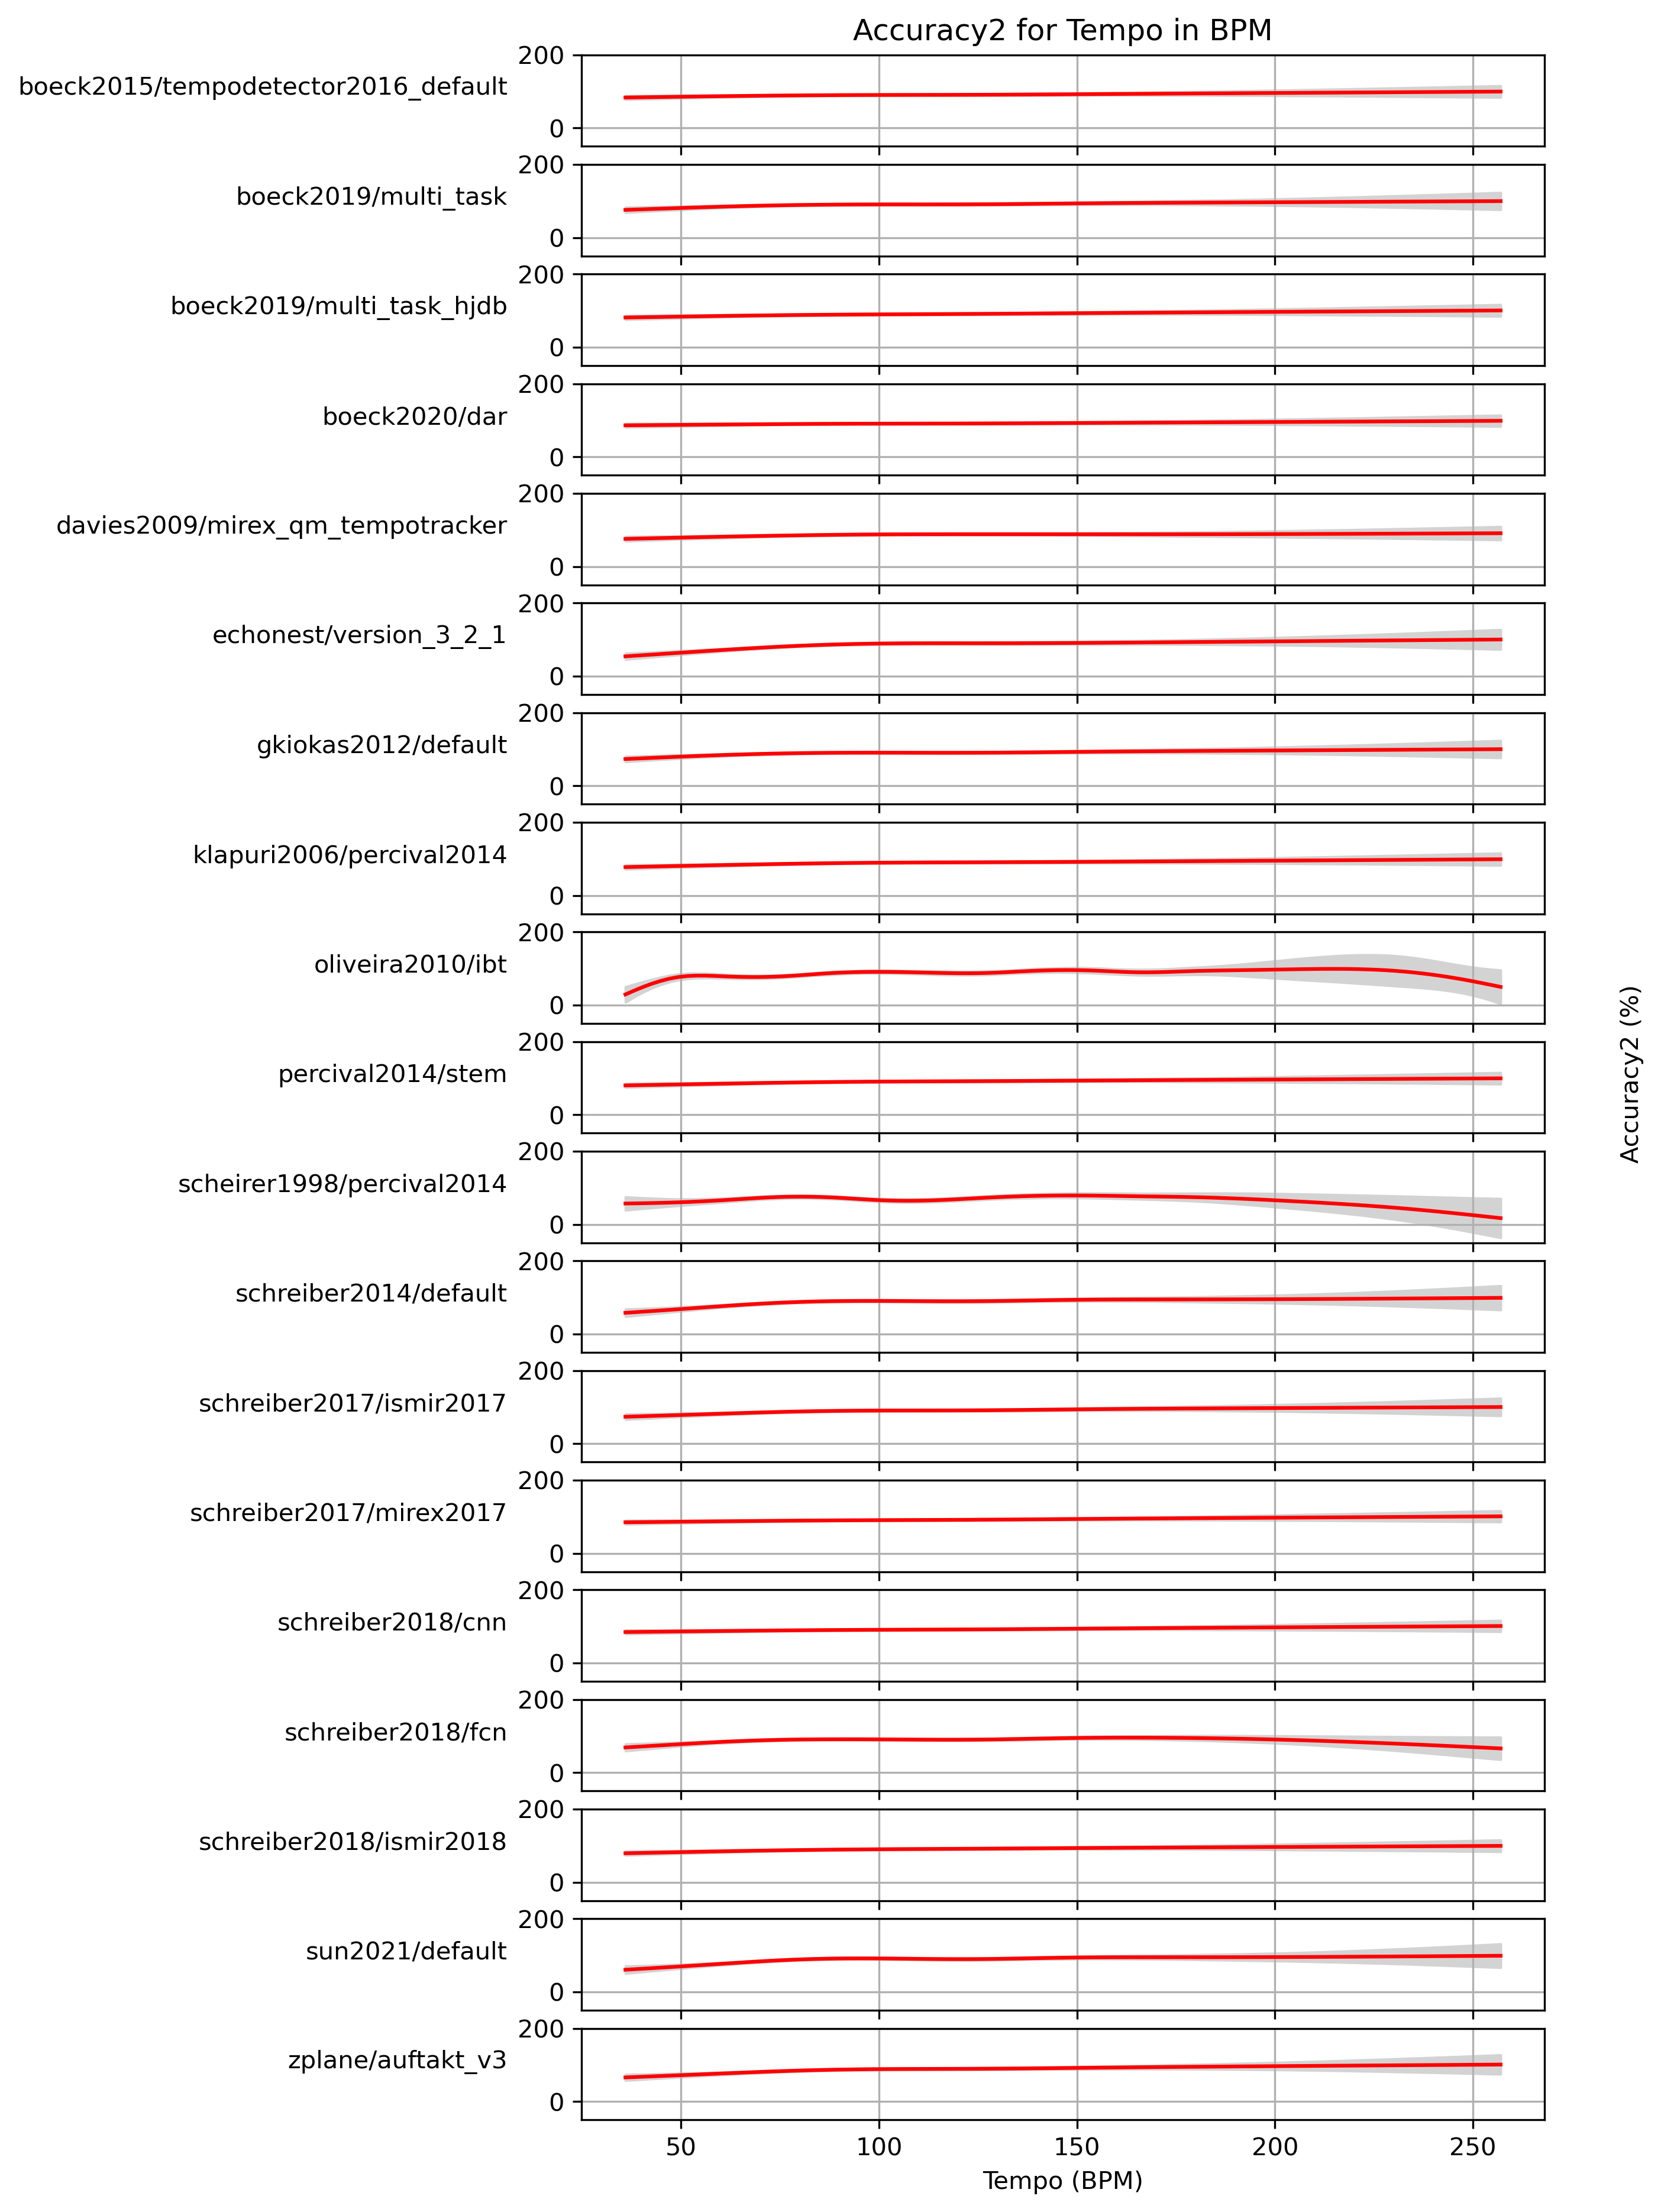 Accuracy2 for Tempo in BPM
200
boeck2015/tempodetector2016_default
0
200
boeck2019/multi_task
0
200
boeck2019/multi_task_hjdb
0
200
boeck2020/dar
0
200
davies2009/mirex_qm_tempotracker
0
200
echonest/version_3_2_1
0
200
gkiokas2012/default
0
200
klapuri2006/percival2014
0
200
oliveira2010/ibt
0
200
percival2014/stem
0
200
scheirer1998/percival2014
0
200
schreiber2014/default
0
200
schreiber2017/ismir2017
0
200
schreiber2017/mirex2017
0
200
schreiber2018/cnn
0
200
schreiber2018/fcn
0
200
schreiber2018/ismir2018
0
200
sun2021/default
0
200
zplane/auftakt_v3
0
50 100 150 200 250
Tempo (BPM)
Accuracy2 (%)